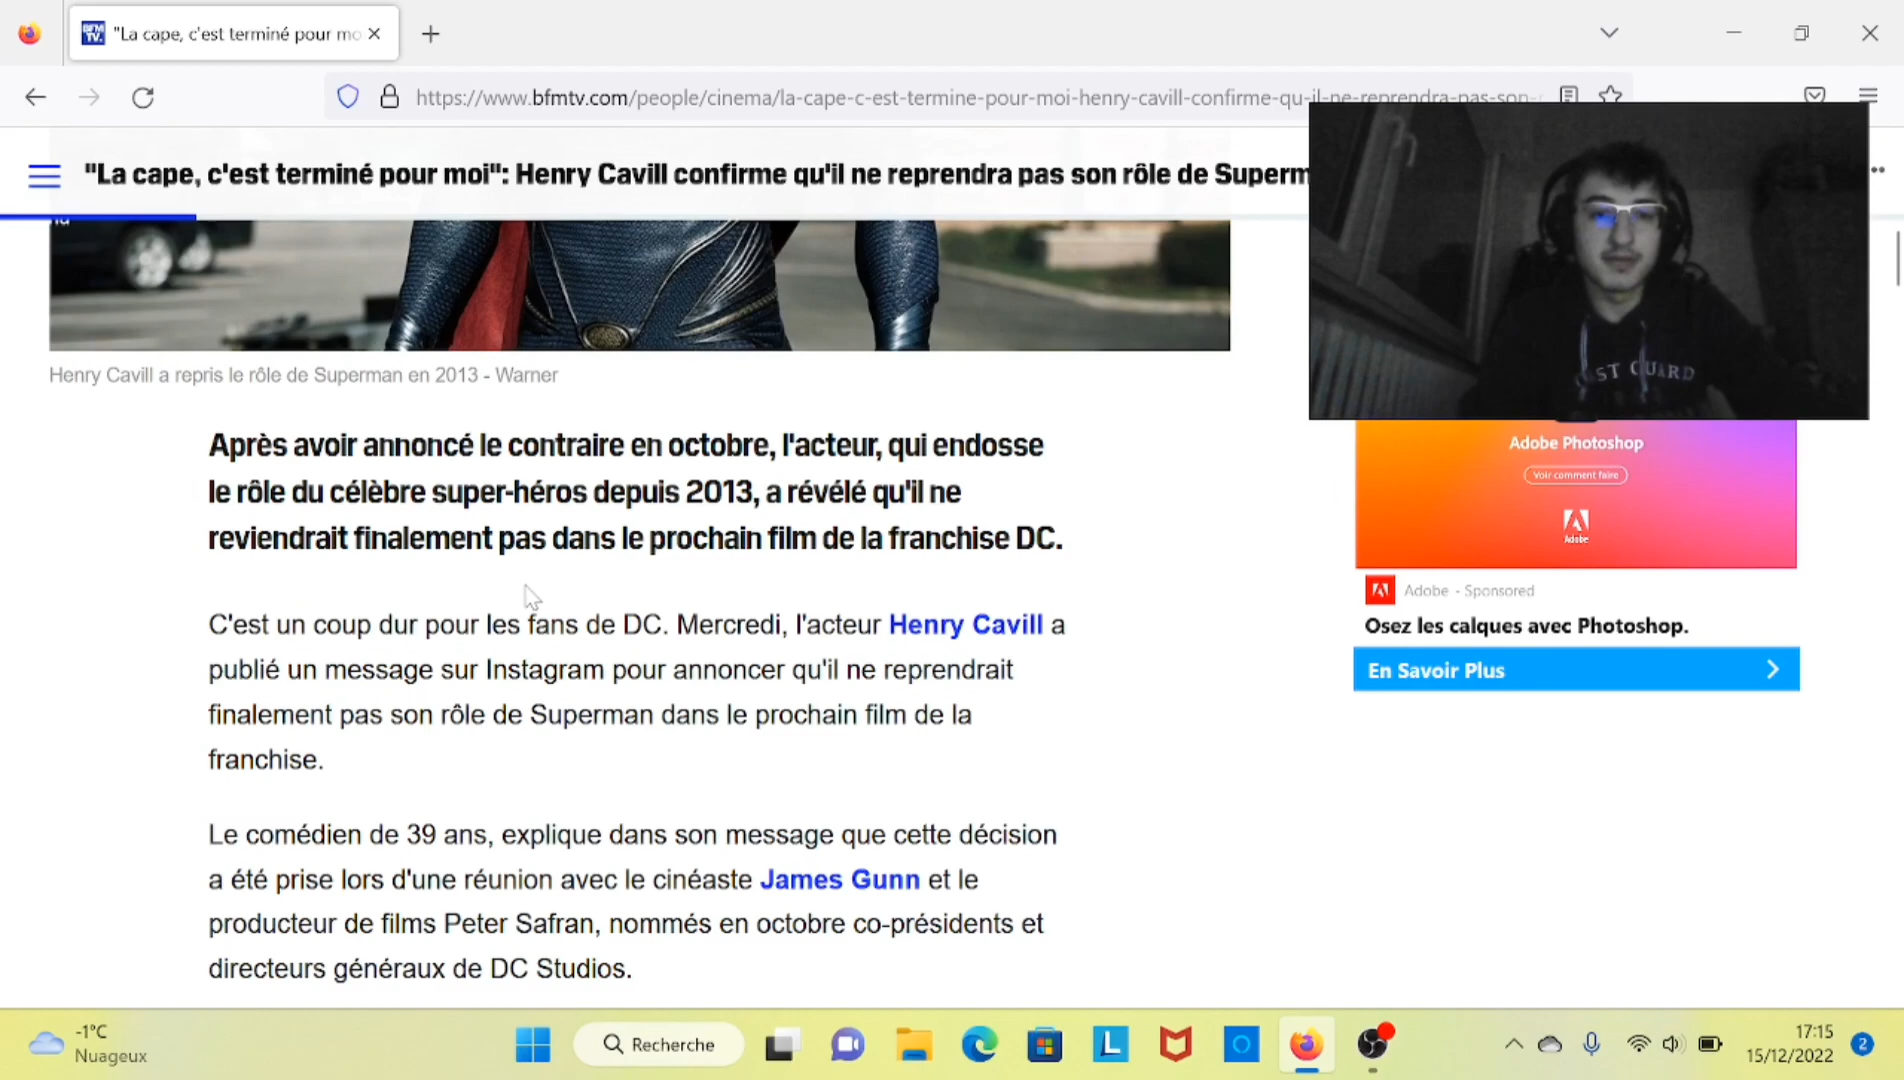 BFM TV. "La cape, c'est terminé pour mo
https://www.bfmtv.com/people/cinema/la-cape-c-est-termine-pour-moi-henry-cavill-confirme-qu-il-ne-reprendra-pas-son-r
"La cape, c'est terminé pour moi": Henry Cavill confirme qu'il ne reprendra pas son rôle de Superm
Henry Cavill a repris le rôle de Superman en 2013 - Warner
Après avoir annoncé le contraire en octobre, l'acteur, qui endosse
le rôle du célèbre super-héros depuis 2013, a révélé qu'il ne
reviendrait finalement pas dans le prochain film de la franchise DC.
C'est un coup dur pour les fans de DC. Mercredi, l'acteur Henry Cavill a
publié un message sur Instagram pour annoncer qu'il ne reprendrait
finalement pas son rôle de Superman dans le prochain film de la
franchise.
Le comédien de 39 ans, explique dans son message que cette décision
a été prise lors d'une réunion avec le cinéaste James Gunn et le
producteur de films Peter Safran, nommés en octobre co-présidents et
directeurs généraux de DC Studios.
ST GUARD
Adobe Photoshop
Voir comment faire
Adobe
Adobe - Sponsored
Osez les calques avec Photoshop.
En Savoir Plus
-1°C
Nuageux
Recherche
L
17:15
15/12/2022
2